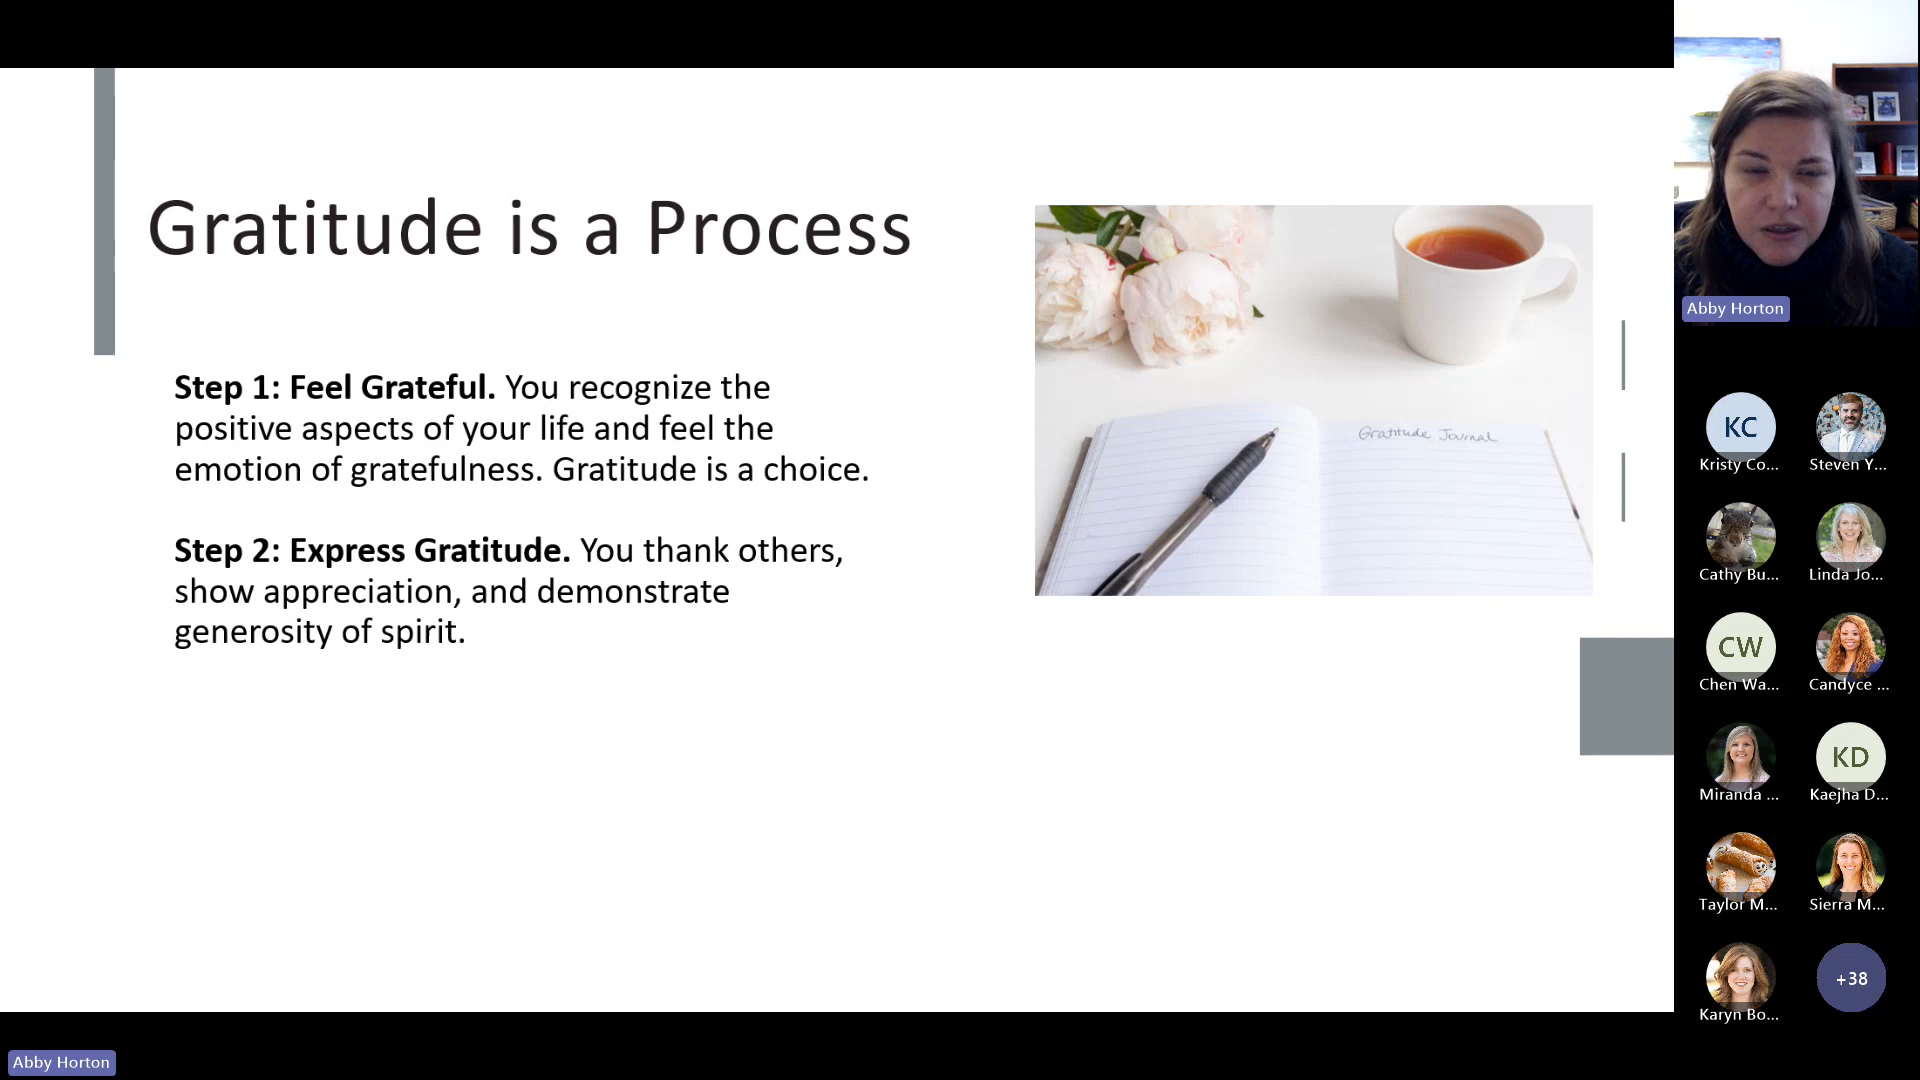 Gratitude is a Process
Step 1: Feel Grateful. You recognize the
positive aspects of your life and feel the
emotion of gratefulness. Gratitude is a choice.
Step 2: Express Gratitude. You thank others,
show appreciation, and demonstrate
generosity of spirit.
Gratitude Journal
Abby Horton
KC
Kristy Co...
Steven Y...
Cathy Bu...
Linda Jo...
CW
Chen Wa...
Candyce ...
Miranda ...
KD
Kaejha D...
Taylor M...
Sierra M...
Karyn Bo...
+38
Abby Horton